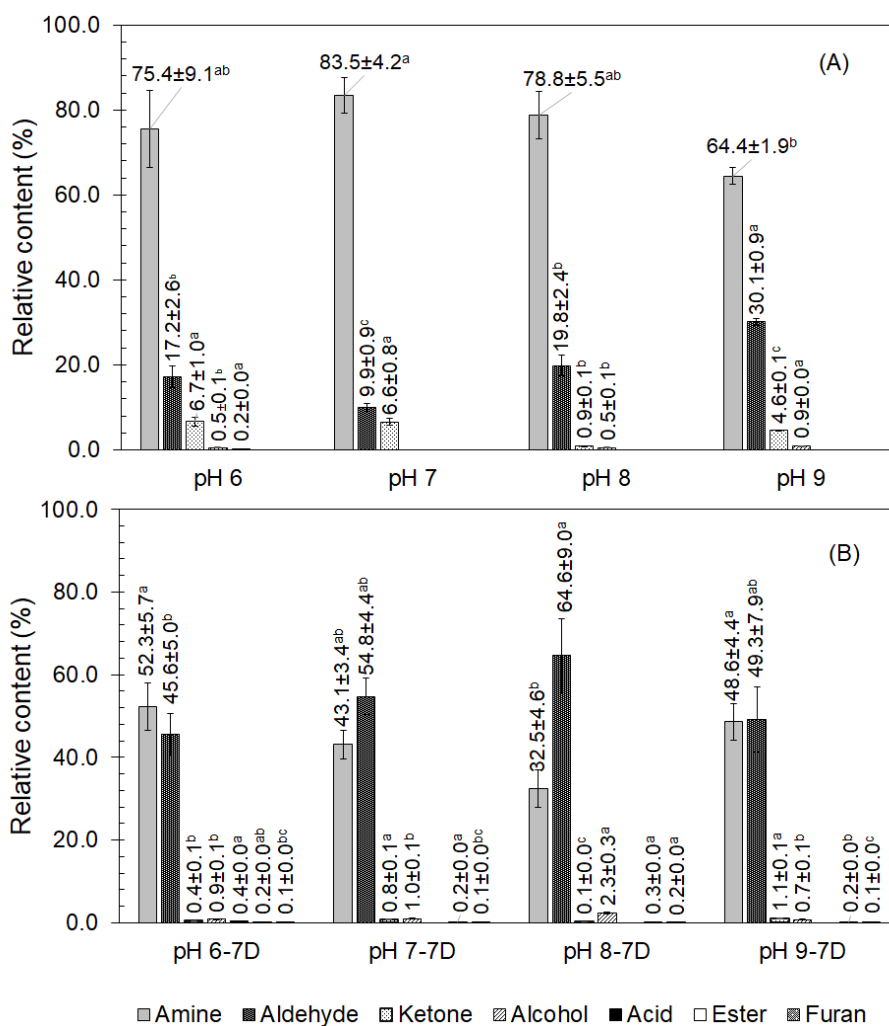 Relative content (%)
100.0
80.0
60.0
40.0
20.0
0.0
(A)
75.4±9.1ab
17.2±2.6b
6.7±1.0a
0.5±0.1b
0.2±0.0a
83.5±4.2a
9.9±0.9c
6.6±0.8a
78.8±5.5ab
19.8±2.4b
0.9±0.1b
0.5±0.1b
64.4±1.9b
30.1±0.9a
4.6±0.1c
0.9±0.0a
pH 6 pH 7 pH 8 pH 9
Relative content (%)
100.0
80.0
60.0
40.0
20.0
0.0
(B)
52.3±5.7a
45.6±5.0b
0.4±0.1b
0.9±0.1b
0.4±0.0a
0.2±0.0ab
0.1±0.0bc
43.1±3.4ab
54.8±4.4ab
0.8±0.1a
1.0±0.1b
0.2±0.0a
0.1±0.0bc
32.5±4.6b
64.6±9.0a
0.1±0.0c
2.3±0.3a
0.3±0.0a
0.2±0.0a
48.6±4.4a
49.3±7.9ab
1.1±0.1a
0.7±0.1b
0.2±0.0b
0.1±0.0c
pH 6-7D pH 7-7D pH 8-7D pH 9-7D
Amine Aldehyde Ketone Alcohol Acid Ester Furan